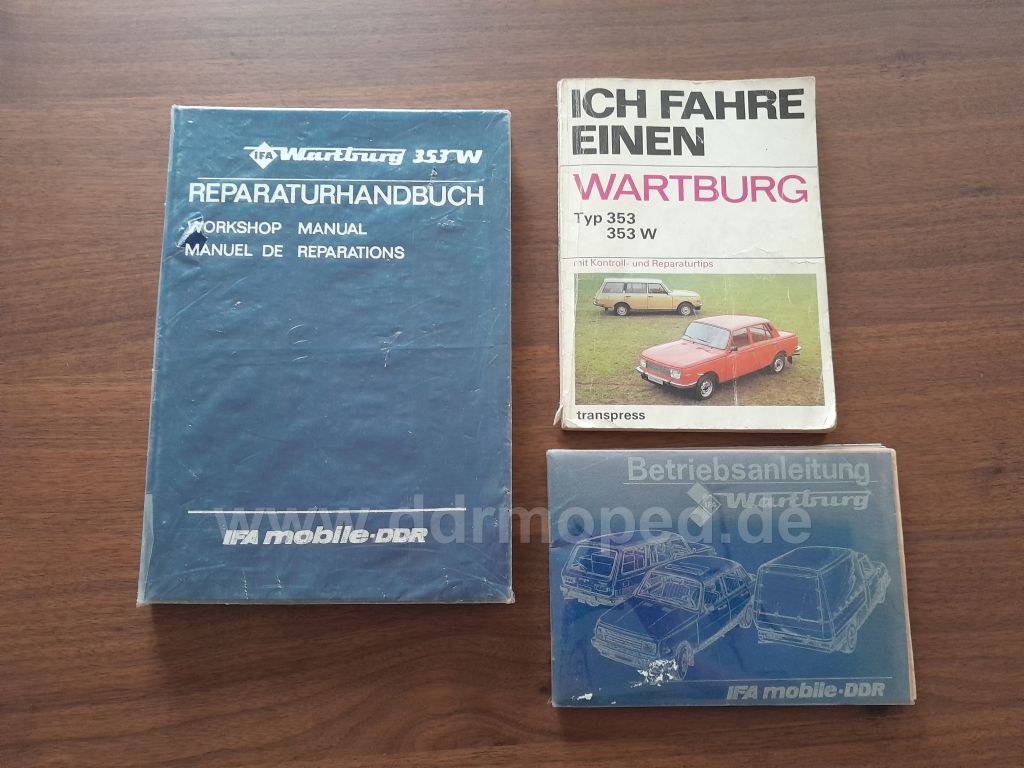 IFA Wartburg 353 W
REPARATURHANDBUCH
WORKSHOP MANUAL
MANUEL DE REPARATIONS
IFA mobile-DDR
ICH FAHRE
EINEN
WARTBURG
Typ 353
353 W
mit Kontroll- und Reparaturtips
transpress
Betriebsanleitung
IFA Wartburg
IFA mobile-DDR
www.ddrmoped.de